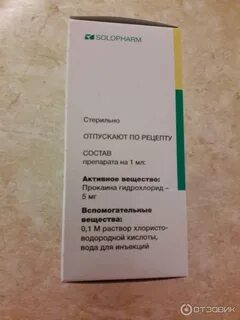 SOLOPHARM
Стерильно
ОТПУСКАЮТ ПО РЕЦЕПТУ
СОСТАВ
препарата на 1 мл:
Активное вещество:
Прокаина гидрохлорид –
5 мг
Вспомогательные
вещества:
0,1 М раствор хлористо-
водородной кислоты,
вода для инъекций
ОТЗОВИК